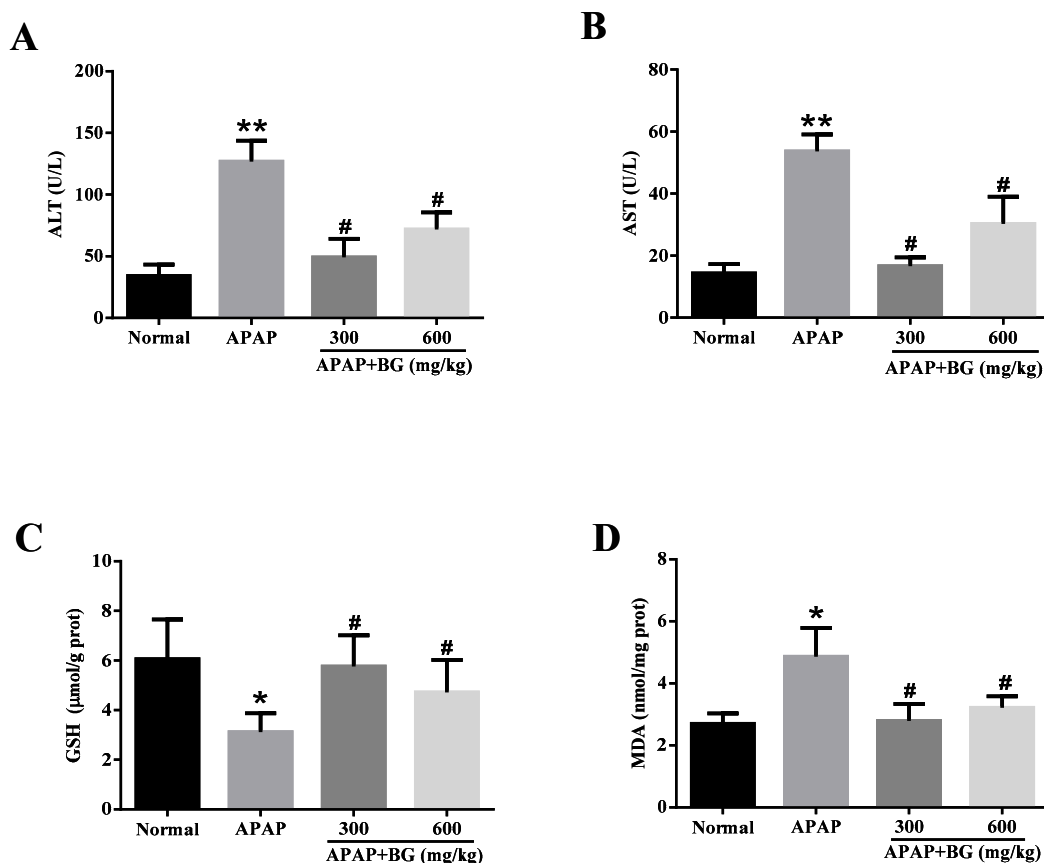 A
ALT (U/L)
200
150
100
50
0
**
#
#
Normal
APAP
300
600
APAP+BG (mg/kg)
B
AST (U/L)
80
60
40
20
0
**
#
#
Normal
APAP
300
600
APAP+BG (mg/kg)
C
GSH (μmol/g prot)
10
8
6
4
2
0
*
#
#
Normal
APAP
300
600
APAP+BG (mg/kg)
D
MDA (nmol/mg prot)
8
6
4
2
0
*
#
#
Normal
APAP
300
600
APAP+BG (mg/kg)